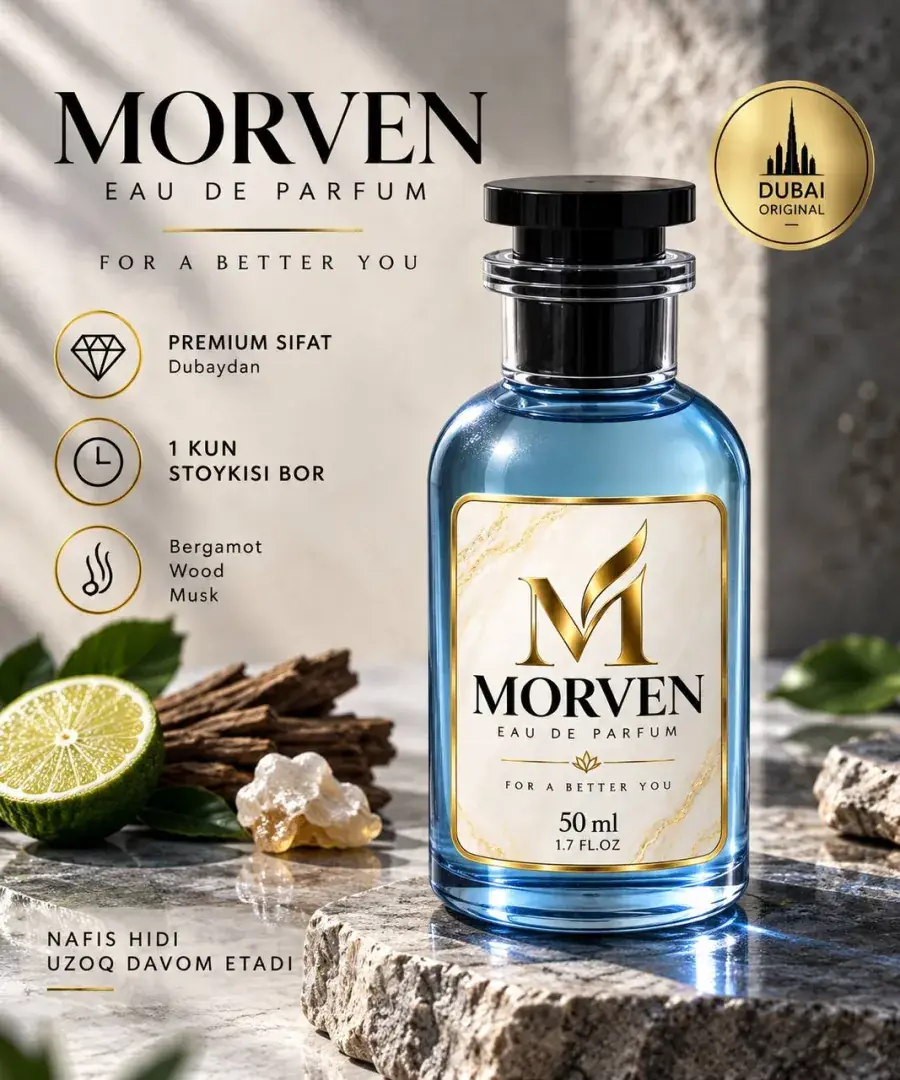 MORVEN
EAU DE PARFUM
FOR A BETTER YOU
DUBAI
ORIGINAL
PREMIUM SIFAT
Dubaydan
1 KUN
STOYKISI BOR
Bergamot
Wood
Musk
M
MORVEN
EAU DE PARFUM
FOR A BETTER YOU
50 ml
1.7 FL.OZ
NAFIS HIDI
UZOQ DAVOM ETADI